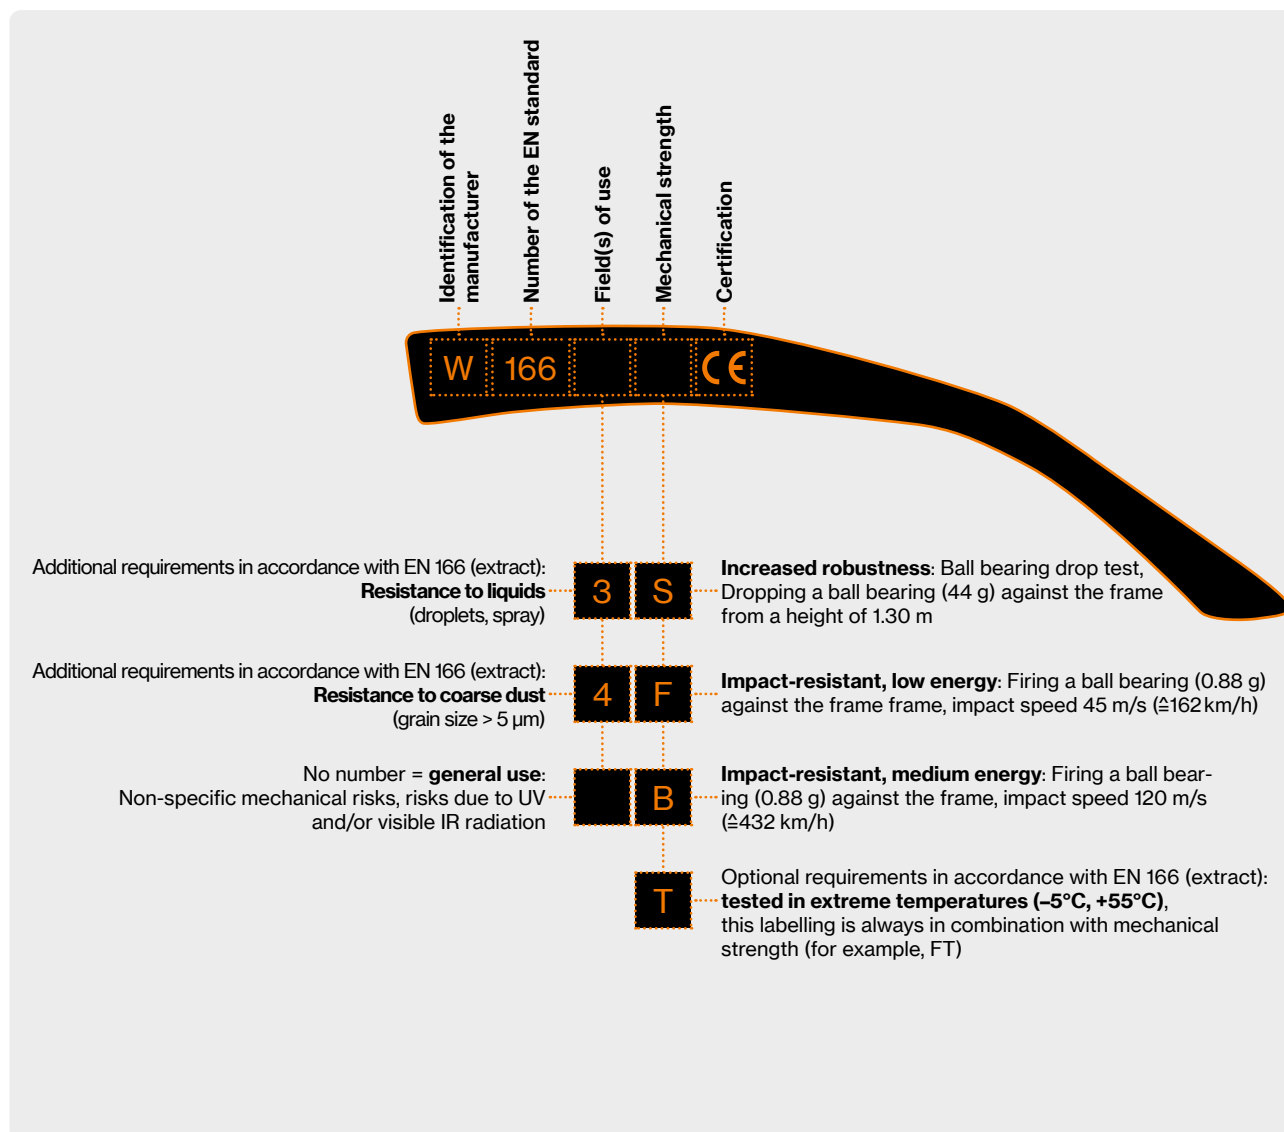 Identification of the
manufacturer
Number of the EN standard
Field(s) of use
Mechanical strength
Certification
W
166
CE
Additional requirements in accordance with EN 166 (extract):
Resistance to liquids
(droplets, spray)
3
S
Increased robustness: Ball bearing drop test,
Dropping a ball bearing (44 g) against the frame
from a height of 1.30 m
Additional requirements in accordance with EN 166 (extract):
Resistance to coarse dust
(grain size > 5 µm)
4
F
Impact-resistant, low energy: Firing a ball bearing (0.88 g)
against the frame frame, impact speed 45 m/s (≙162 km/h)
No number = general use:
Non-specific mechanical risks, risks due to UV
and/or visible IR radiation
B
Impact-resistant, medium energy: Firing a ball bear-
ing (0.88 g) against the frame, impact speed 120 m/s
(≙432 km/h)
T
Optional requirements in accordance with EN 166 (extract):
tested in extreme temperatures (–5°C, +55°C),
this labelling is always in combination with mechanical
strength (for example, FT)